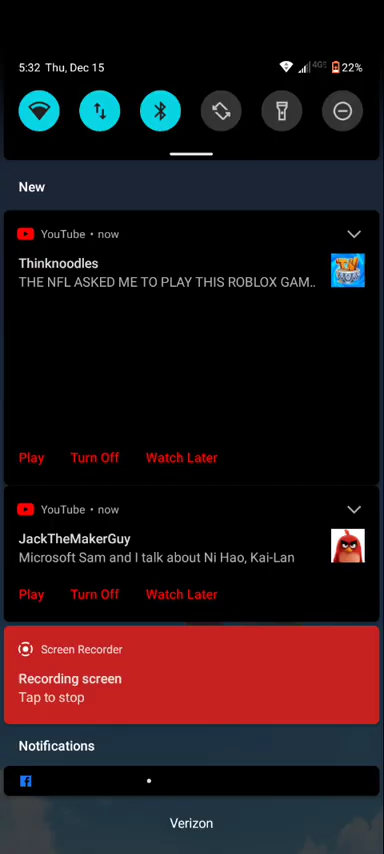 5:32 Thu, Dec 15
4GE 22%
New
YouTube • now
Thinknoodles
THE NFL ASKED ME TO PLAY THIS ROBLOX GAM..
Play Turn Off Watch Later
YouTube • now
JackTheMakerGuy
Microsoft Sam and I talk about Ni Hao, Kai-Lan
Play Turn Off Watch Later
Screen Recorder
Recording screen
Tap to stop
Notifications
Verizon